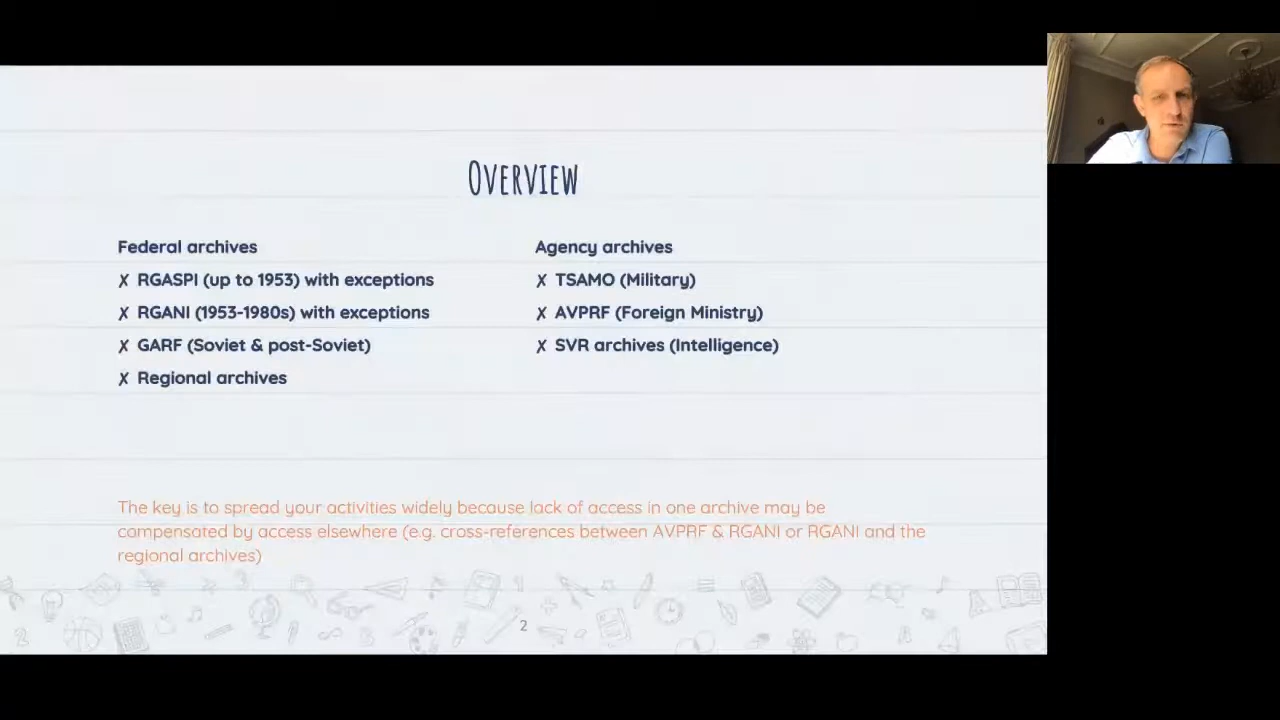 Overview
Federal archives
✗ RGASPI (up to 1953) with exceptions
✗ RGANI (1953-1980s) with exceptions
✗ GARF (Soviet & post-Soviet)
✗ Regional archives
Agency archives
✗ TSAMO (Military)
✗ AVPRF (Foreign Ministry)
✗ SVR archives (Intelligence)
The key is to spread your activities widely because lack of access in one archive may be
compensated by access elsewhere (e.g. cross-references between AVPRF & RGANI or RGANI and the
regional archives)
2